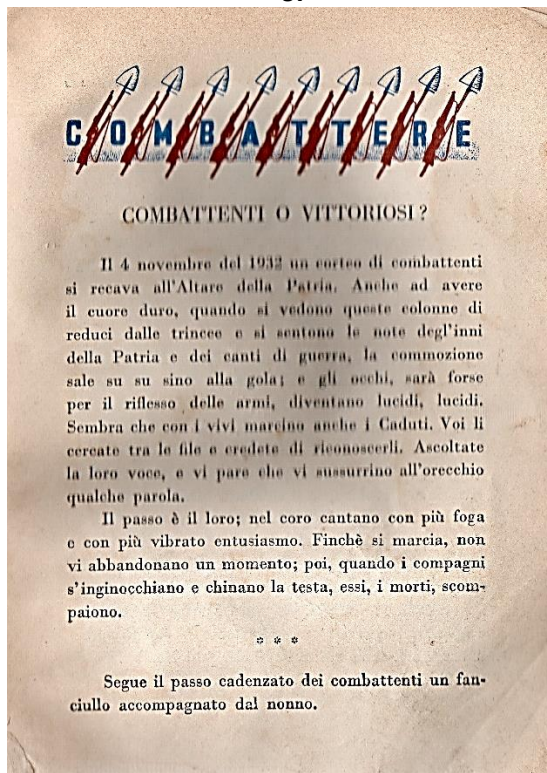 COMBATTERE
COMBATTENTI O VITTORIOSI?
Il 4 novembre del 1932 un corteo di combattenti
si recava all'Altare della Patria. Anche ad avere
il cuore duro, quando si vedono queste colonne di
reduci dalle trincee e si sentono le note degl'inni
della Patria e dei canti di guerra, la commozione
sale su su sino alla gola; e gli occhi, sarà forse
per il riflesso delle armi, diventano lucidi, lucidi.
Sembra che con i vivi marcino anche i Caduti. Voi li
cercate tra le file e credete di riconoscerli. Ascoltate
la loro voce, e vi pare che vi sussurrino all'orecchio
qualche parola.
Il passo è il loro; nel coro cantano con più foga
e con più vibrato entusiasmo. Finchè si marcia, non
vi abbandonano un momento; poi, quando i compagni
s'inginocchiano e chinano la testa, essi, i morti, scom-
paiono.
* * *
Segue il passo cadenzato dei combattenti un fan-
ciullo accompagnato dal nonno.